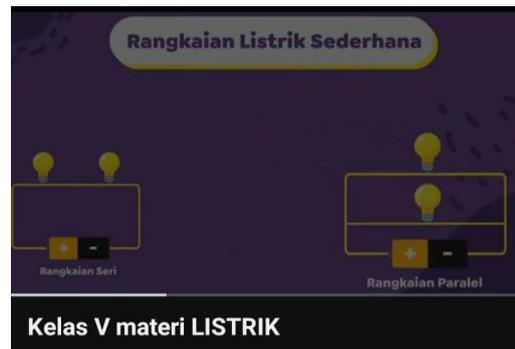 Rangkaian Listrik Sederhana
+ -
+ -
Rangkaian Seri
Rangkaian Paralel
Kelas V materi LISTRIK